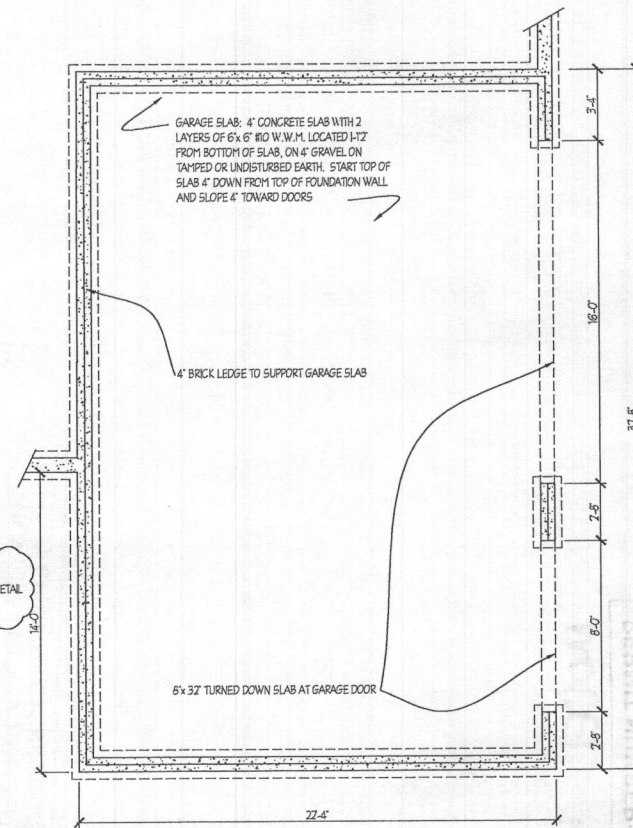 GARAGE SLAB: 4" CONCRETE SLAB WITH 2
LAYERS OF 6"x 6" #10 W.W.M. LOCATED 1-1/2"
FROM BOTTOM OF SLAB, ON 4" GRAVEL ON
TAMPED OR UNDISTURBED EARTH. START TOP OF
SLAB 4" DOWN FROM TOP OF FOUNDATION WALL
AND SLOPE 4" TOWARD DOORS
3'-4"
16'-0"
4" BRICK LEDGE TO SUPPORT GARAGE SLAB
2'-8"
ETAIL
14'-0"
8'-0"
8"x 32" TURNED DOWN SLAB AT GARAGE DOOR
2'-8"
22'-4"